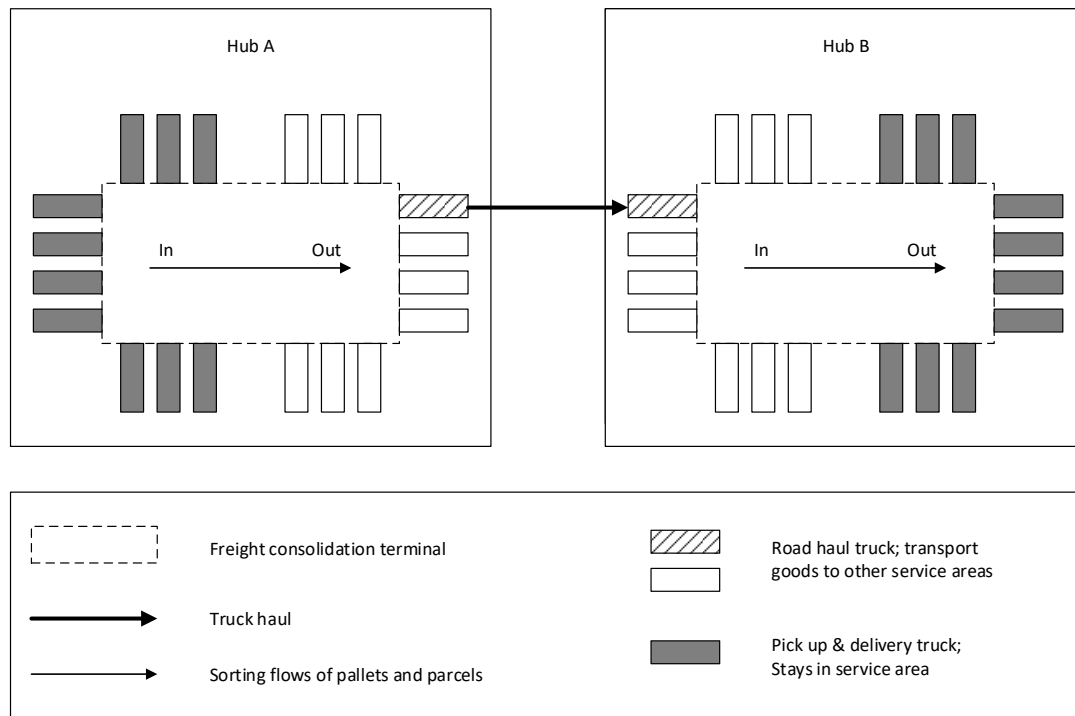 Hub A
Hub B
In
Out
In
Out
Freight consolidation terminal
Truck haul
Sorting flows of pallets and parcels
Road haul truck; transport
goods to other service areas
Pick up & delivery truck;
Stays in service area